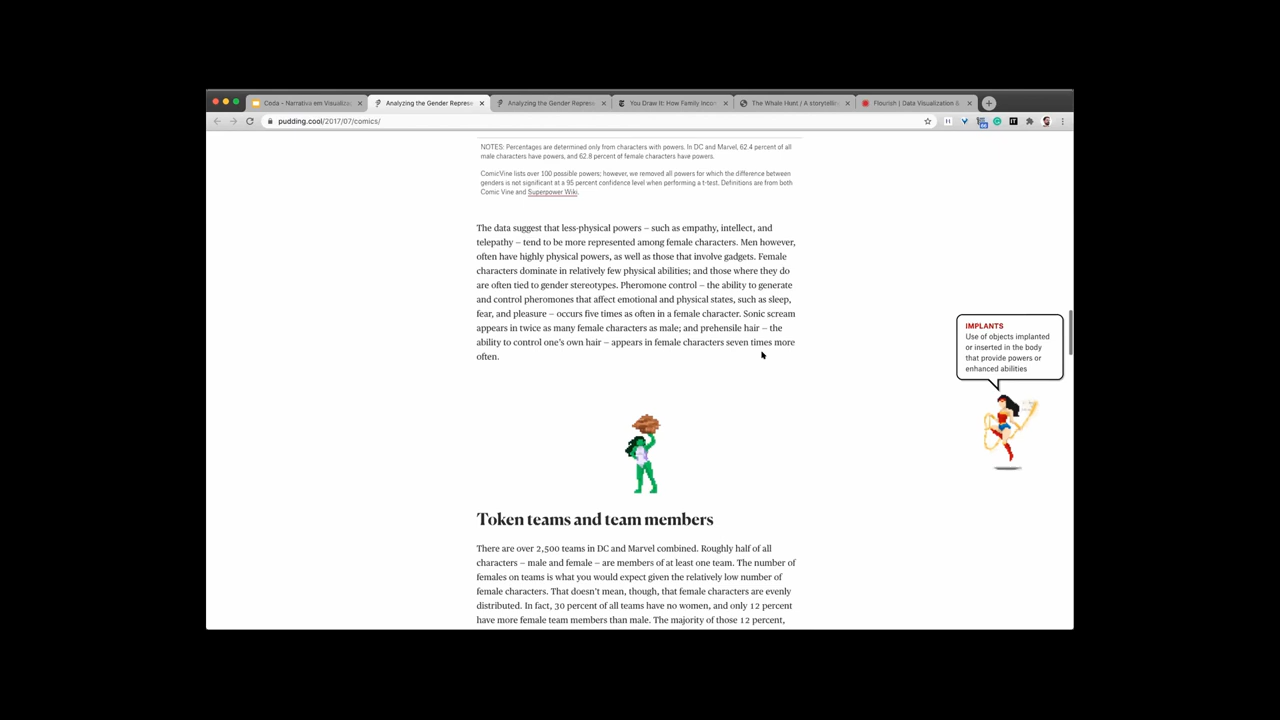 Coda - Narrativa em Visualiza
Analyzing the Gender Represe
Analyzing the Gender Represe
You Draw It: How Family Incom
The Whale Hunt / A storytellin
Flourish | Data Visualization &
pudding.cool/2017/07/comics/
NOTES: Percentages are determined only from characters with powers. In DC and Marvel, 62.4 percent of all
male characters have powers, and 62.8 percent of female characters have powers.
ComicVine lists over 100 possible powers; however, we removed all powers for which the difference between
genders is not significant at a 95 percent confidence level when performing a t-test. Definitions are from both
Comic Vine and Superpower Wiki.
The data suggest that less-physical powers – such as empathy, intellect, and
telepathy – tend to be more represented among female characters. Men however,
often have highly physical powers, as well as those that involve gadgets. Female
characters dominate in relatively few physical abilities; and those where they do
are often tied to gender stereotypes. Pheromone control – the ability to generate
and control pheromones that affect emotional and physical states, such as sleep,
fear, and pleasure – occurs five times as often in a female character. Sonic scream
appears in twice as many female characters as male; and prehensile hair – the
ability to control one's own hair – appears in female characters seven times more
often.
IMPLANTS
Use of objects implanted
or inserted in the body
that provide powers or
enhanced abilities
Token teams and team members
There are over 2,500 teams in DC and Marvel combined. Roughly half of all
characters – male and female – are members of at least one team. The number of
females on teams is what you would expect given the relatively low number of
female characters. That doesn't mean, though, that female characters are evenly
distributed. In fact, 30 percent of all teams have no women, and only 12 percent
have more female team members than male. The majority of those 12 percent,